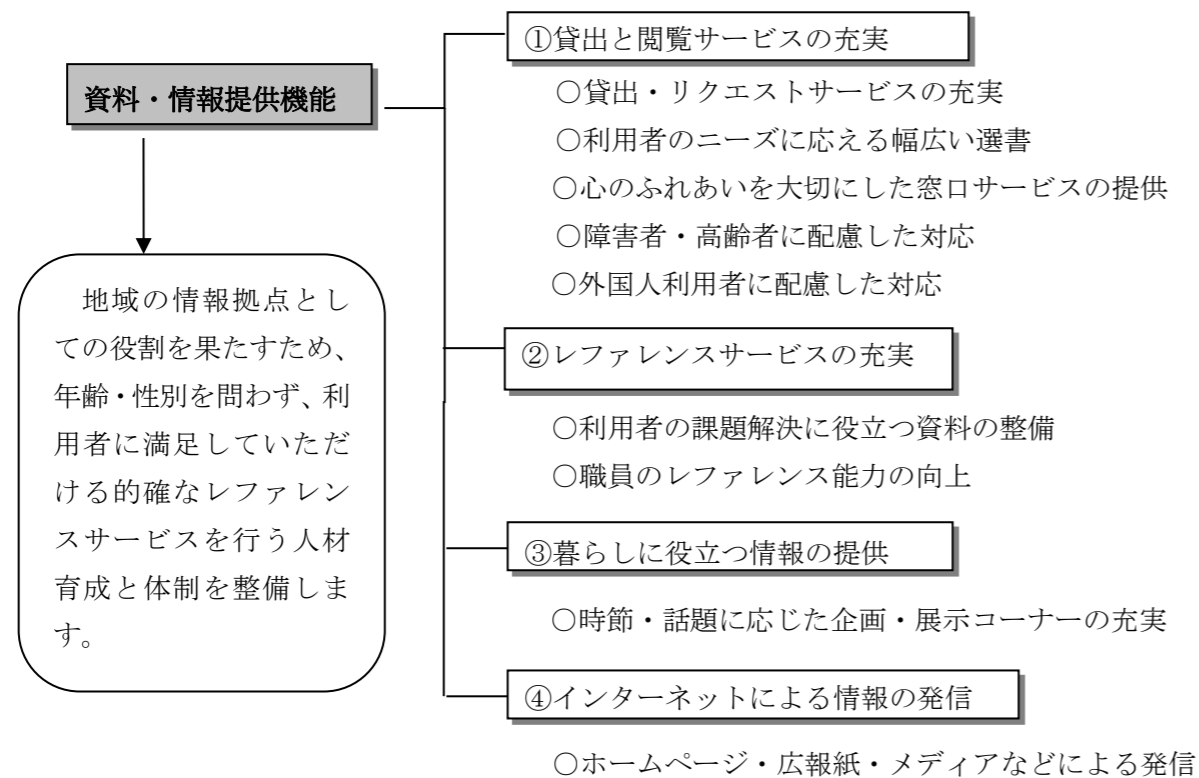 資料・情報提供機能
地域の情報拠点とし
ての役割を果たすため、
年齢・性別を問わず、利
用者に満足していただ
ける的確なレファレン
スサービスを行う人材
育成と体制を整備しま
す。
①貸出と閲覧サービスの充実
○貸出・リクエストサービスの充実
○利用者のニーズに応える幅広い選書
○心のふれあいを大切にした窓口サービスの提供
○障害者・高齢者に配慮した対応
○外国人利用者に配慮した対応
②レファレンスサービスの充実
○利用者の課題解決に役立つ資料の整備
○職員のレファレンス能力の向上
③暮らしに役立つ情報の提供
○時節・話題に応じた企画・展示コーナーの充実
④インターネットによる情報の発信
○ホームページ・広報紙・メディアなどによる発信